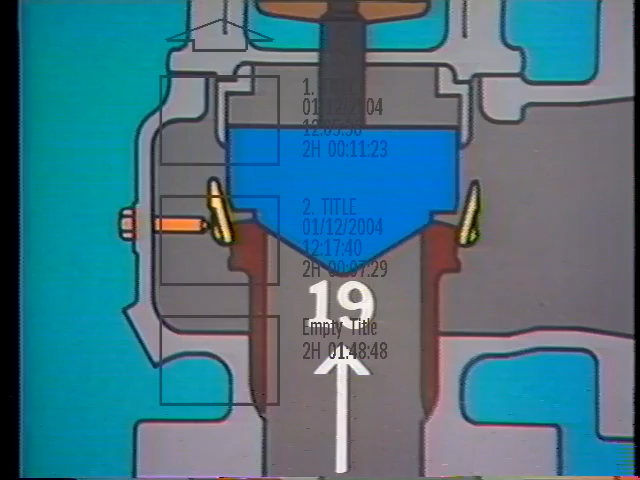 1. TITLE
01/12/2004
12:05:50
2H 00:11:23
2. TITLE
01/12/2004
12:17:40
2H 00:07:29
19
Empty Title
2H 01:48:48